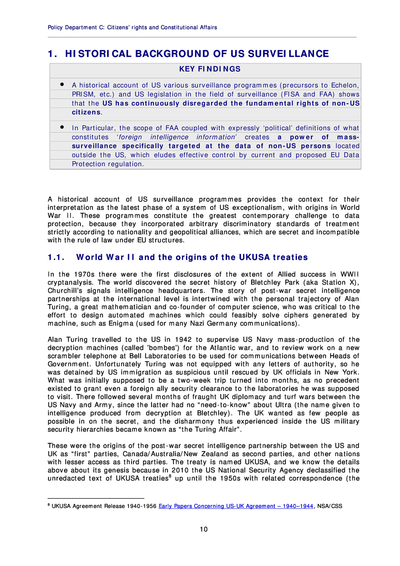 Policy Department C: Citizens' rights and Constitutional Affairs
1. HISTORICAL BACKGROUND OF US SURVEILLANCE
KEY FINDINGS
• A historical account of US various surveillance programmes (precursors to Echelon,
PRISM, etc.) and US legislation in the field of surveillance (FISA and FAA) shows
that the US has continuously disregarded the fundamental rights of non-US
citizens.
• In Particular, the scope of FAA coupled with expressly 'political' definitions of what
constitutes 'foreign intelligence information' creates a power of mass-
surveillance specifically targeted at the data of non-US persons located
outside the US, which eludes effective control by current and proposed EU Data
Protection regulation.
A historical account of US surveillance programmes provides the context for their
interpretation as the latest phase of a system of US exceptionalism, with origins in World
War II. These programmes constitute the greatest contemporary challenge to data
protection, because they incorporated arbitrary discriminatory standards of treatment
strictly according to nationality and geopolitical alliances, which are secret and incompatible
with the rule of law under EU structures.
1.1. World War II and the origins of the UKUSA treaties
In the 1970s there were the first disclosures of the extent of Allied success in WWII
cryptanalysis. The world discovered the secret history of Bletchley Park (aka Station X),
Churchill's signals intelligence headquarters. The story of post-war secret intelligence
partnerships at the international level is intertwined with the personal trajectory of Alan
Turing, a great mathematician and co-founder of computer science, who was critical to the
effort to design automated machines which could feasibly solve ciphers generated by
machine, such as Enigma (used for many Nazi Germany communications).
Alan Turing travelled to the US in 1942 to supervise US Navy mass-production of the
decryption machines (called 'bombes') for the Atlantic war, and to review work on a new
scrambler telephone at Bell Laboratories to be used for communications between Heads of
Government. Unfortunately Turing was not equipped with any letters of authority, so he
was detained by US immigration as suspicious until rescued by UK officials in New York.
What was initially supposed to be a two-week trip turned into months, as no precedent
existed to grant even a foreign ally security clearance to the laboratories he was supposed
to visit. There followed several months of fraught UK diplomacy and turf wars between the
US Navy and Army, since the latter had no "need-to-know" about Ultra (the name given to
intelligence produced from decryption at Bletchley). The UK wanted as few people as
possible in on the secret, and the disharmony thus experienced inside the US military
security hierarchies became known as "the Turing Affair".
These were the origins of the post-war secret intelligence partnership between the US and
UK as "first" parties, Canada/Australia/New Zealand as second parties, and other nations
with lesser access as third parties. The treaty is named UKUSA, and we know the details
above about its genesis because in 2010 the US National Security Agency declassified the
unredacted text of UKUSA treaties⁸ up until the 1950s with related correspondence (the
⁸ UKUSA Agreement Release 1940-1956 Early Papers Concerning US-UK Agreement – 1940–1944, NSA/CSS
10